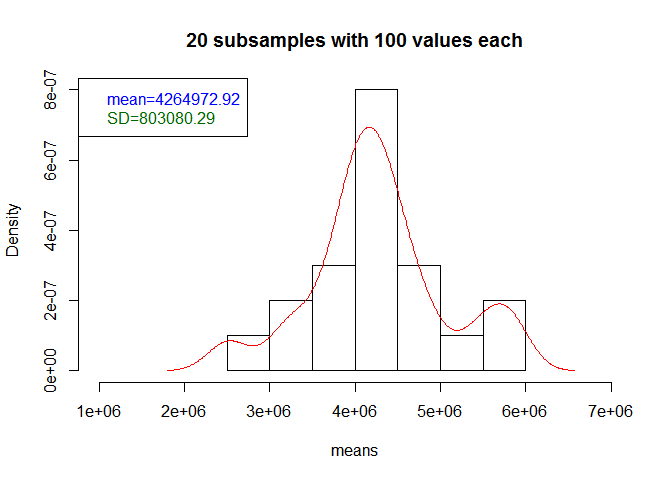 20 subsamples with 100 values each
mean=4264972.92
SD=803080.29
Density
8e-07
6e-07
4e-07
2e-07
0e+00
1e+06 2e+06 3e+06 4e+06 5e+06 6e+06 7e+06
means